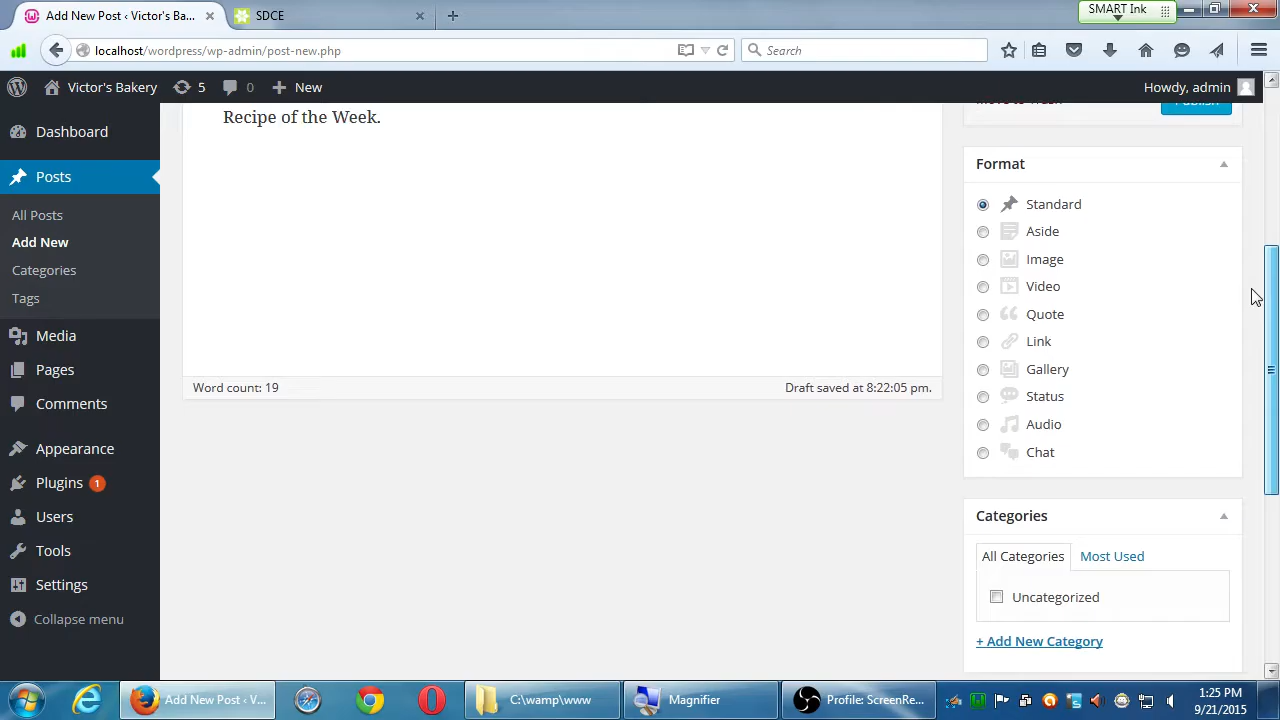 Add New Post ‹ Victor's Ba...
SDCE
SMART Ink
localhost/wordpress/wp-admin/post-new.php
Search
Victor's Bakery
5
0
New
Howdy, admin
Dashboard
Posts
All Posts
Add New
Categories
Tags
Media
Pages
Comments
Appearance
Plugins 1
Users
Tools
Settings
Collapse menu
Recipe of the Week.
Word count: 19
Draft saved at 8:22:05 pm.
Move to Trash
Publish
Format
Standard
Aside
Image
Video
Quote
Link
Gallery
Status
Audio
Chat
Categories
All Categories
Most Used
Uncategorized
+ Add New Category
Add New Post ‹ V...
C:\wamp\www
Magnifier
Profile: ScreenRe...
1:25 PM
9/21/2015